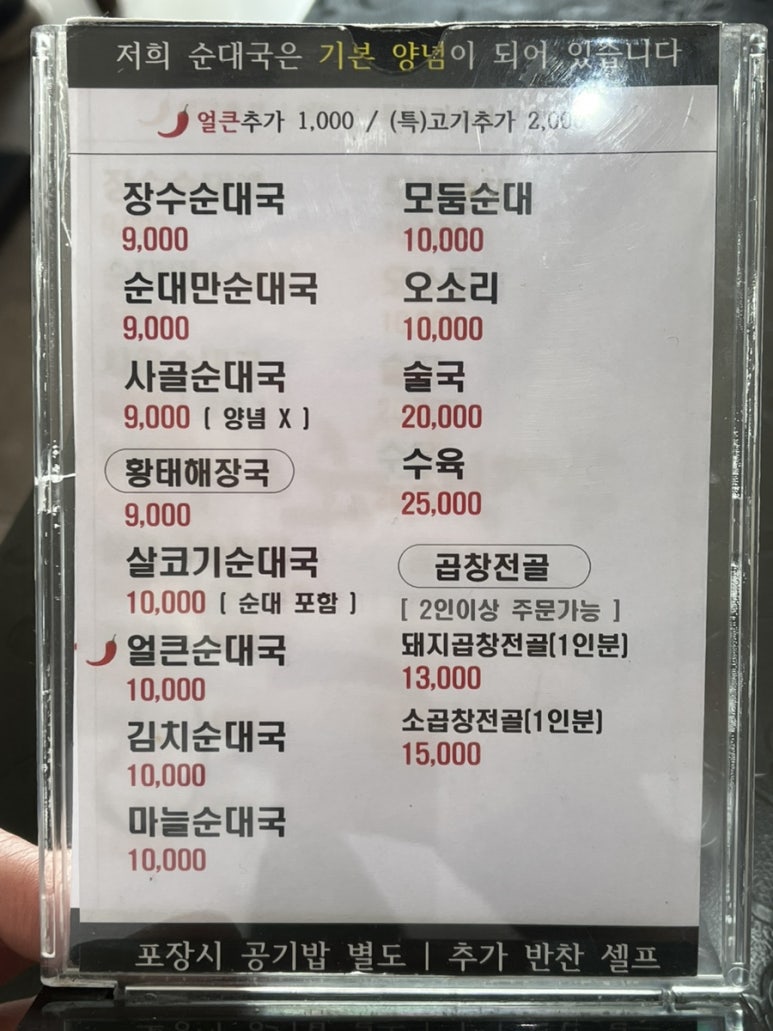 저희 순대국은 기본 양념이 되어 있습니다
얼큰추가 1,000 / (특)고기추가 2,000
장수순대국
9,000
순대만순대국
9,000
사골순대국
9,000 ( 양념 X )
황태해장국
9,000
살코기순대국
10,000 ( 순대 포함 )
얼큰순대국
10,000
김치순대국
10,000
마늘순대국
10,000
모둠순대
10,000
오소리
10,000
술국
20,000
수육
25,000
곱창전골
[ 2인이상 주문가능 ]
돼지곱창전골(1인분)
13,000
소곱창전골(1인분)
15,000
포장시 공기밥 별도 | 추가 반찬 셀프